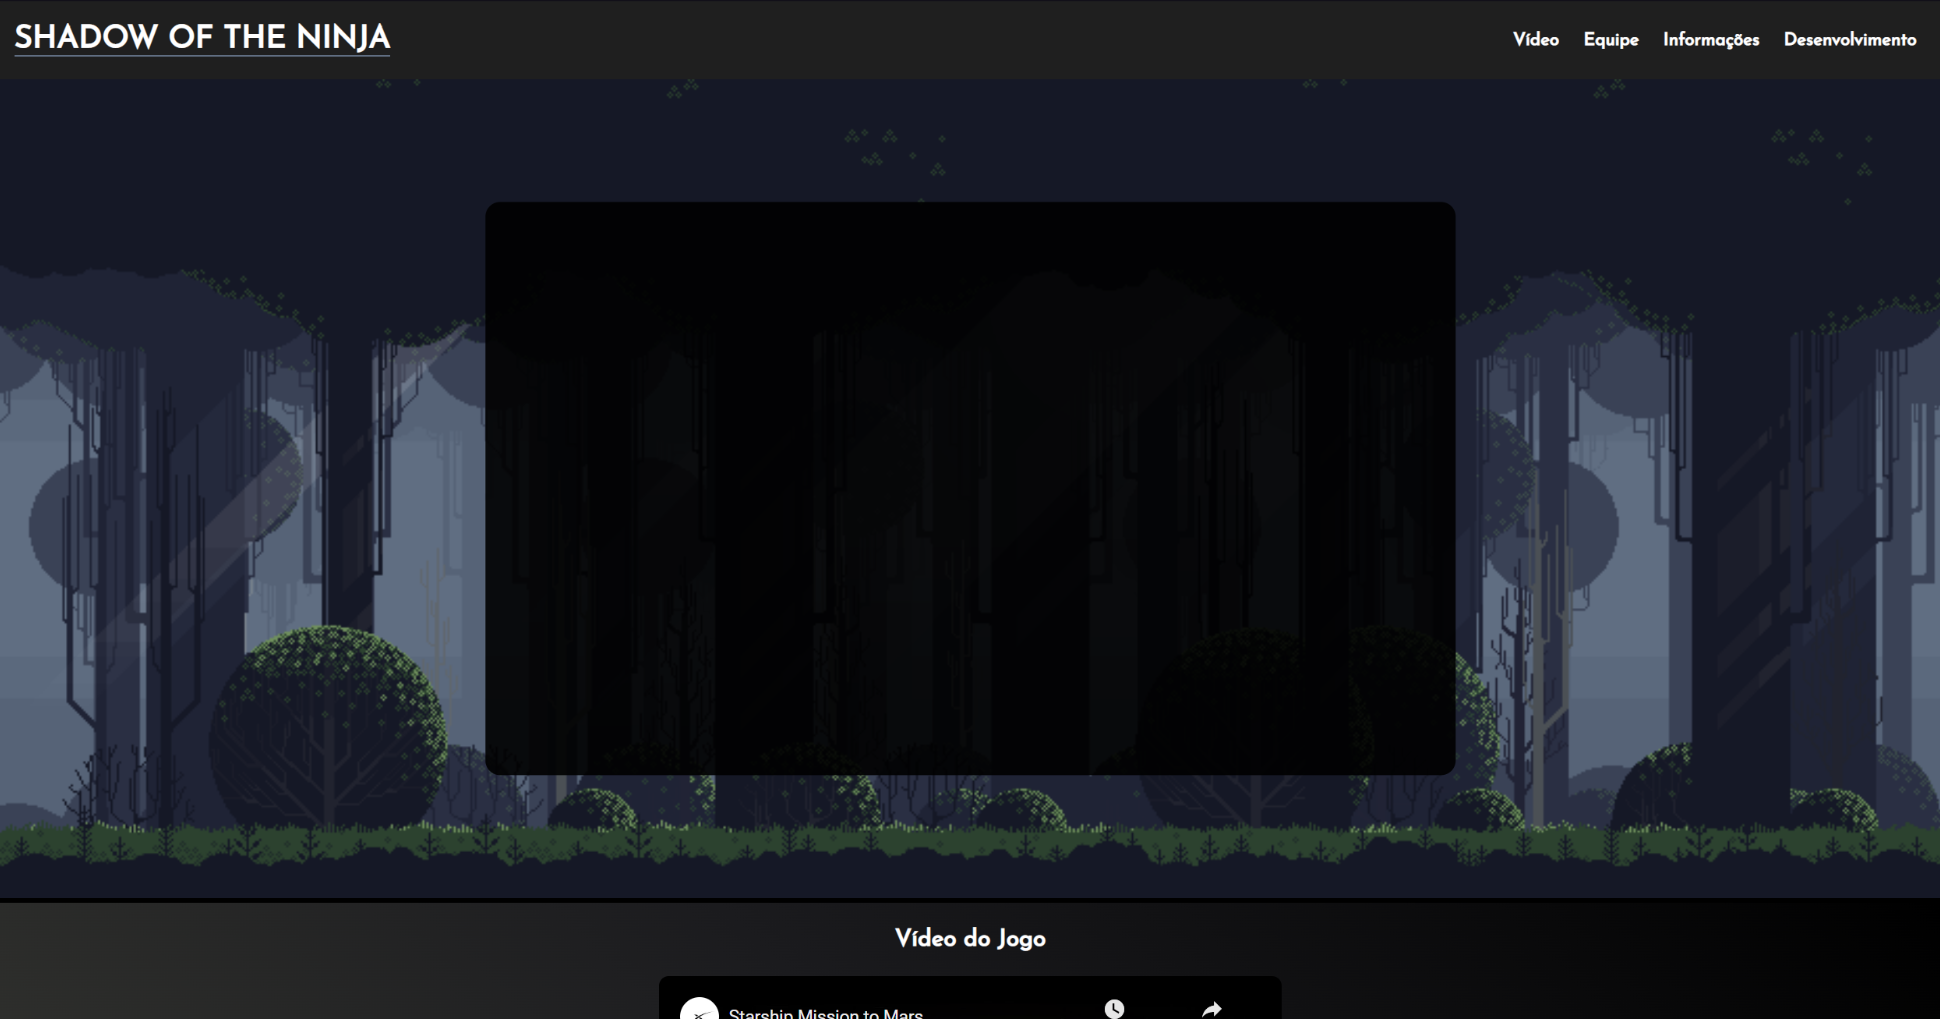 SHADOW OF THE NINJA
Vídeo Equipe Informações Desenvolvimento
Vídeo do Jogo
Starship Mission to Mars